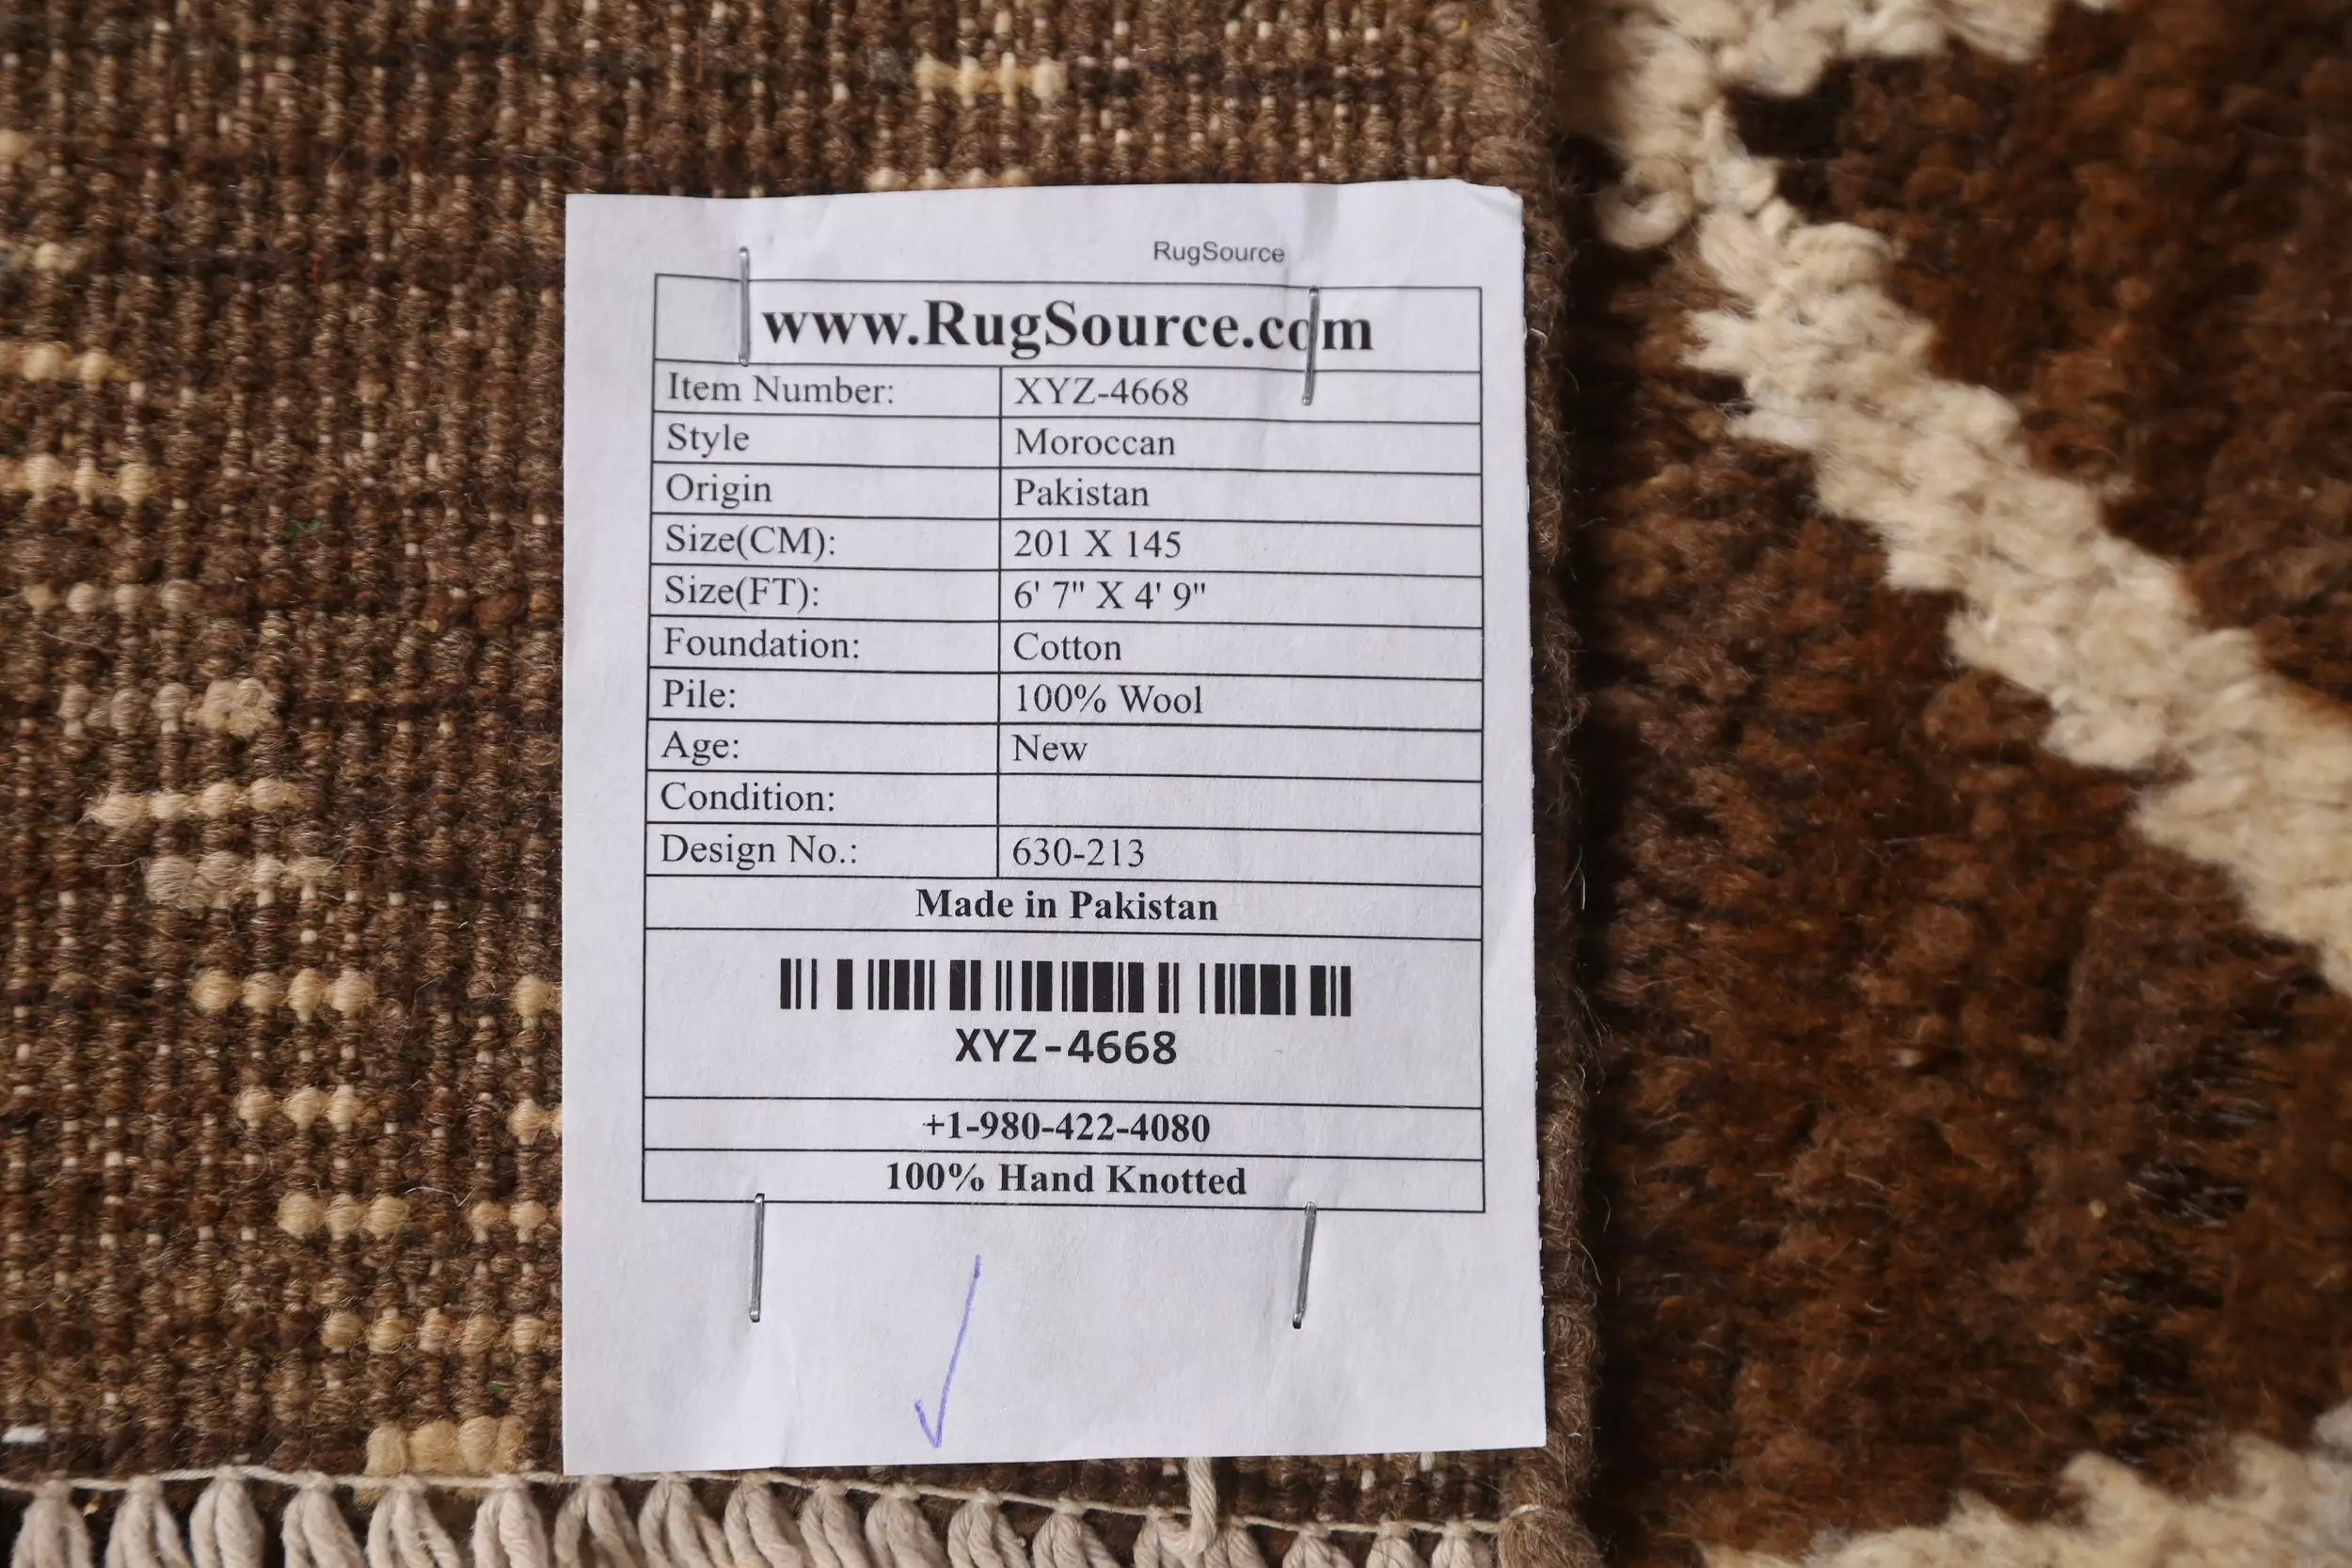 RugSource
www.RugSource.com
Item Number: XYZ-4668
Style Moroccan
Origin Pakistan
Size(CM): 201 X 145
Size(FT): 6' 7" X 4' 9"
Foundation: Cotton
Pile: 100% Wool
Age: New
Condition:
Design No.: 630-213
Made in Pakistan
XYZ-4668
+1-980-422-4080
100% Hand Knotted